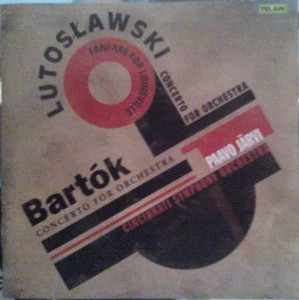 TELARC
LUTOSŁAWSKI
FANFARE FOR LOUISVILLE
CONCERTO
FOR ORCHESTRA
Bartók
CONCERTO FOR ORCHESTRA
PAAVO JÄRVI
CINCINNATI SYMPHONY ORCHESTRA